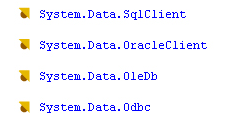 System.Data.SqlClient
System.Data.OracleClient
System.Data.OleDb
System.Data.Odbc